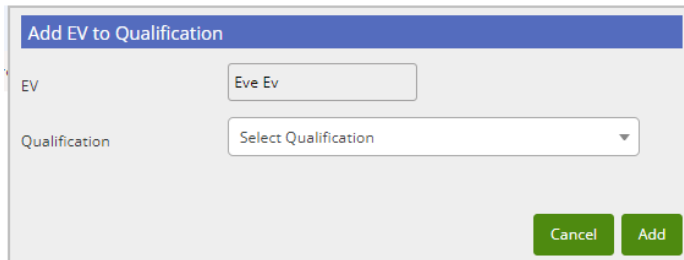 Add EV to Qualification
EV
Eve Ev
Qualification
Select Qualification
Cancel
Add